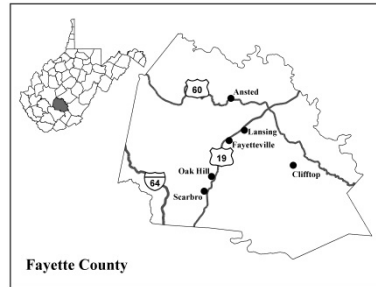 60
Ansted
Lansing
Fayetteville
19
Oak Hill
Clifftop
64
Scarbro
Fayette County